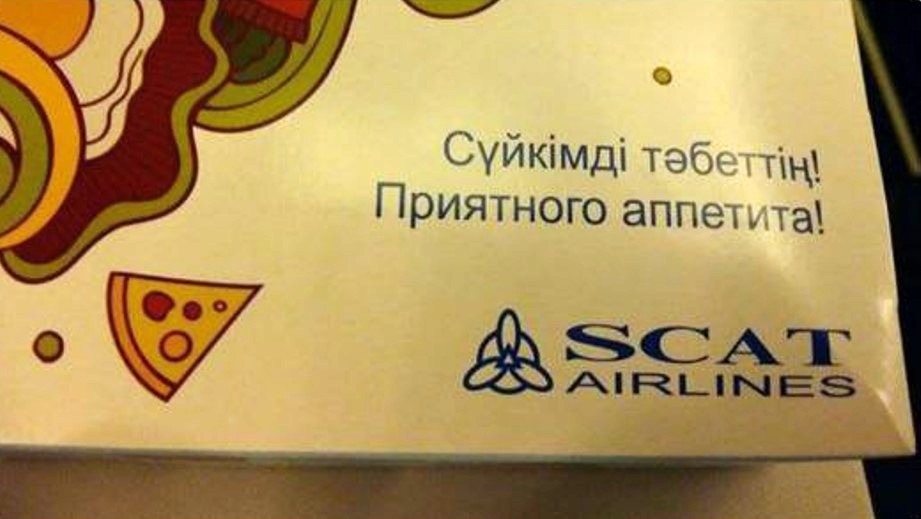 Сүйкімді тәбеттің!
Приятного аппетита!
SCAT
AIRLINES